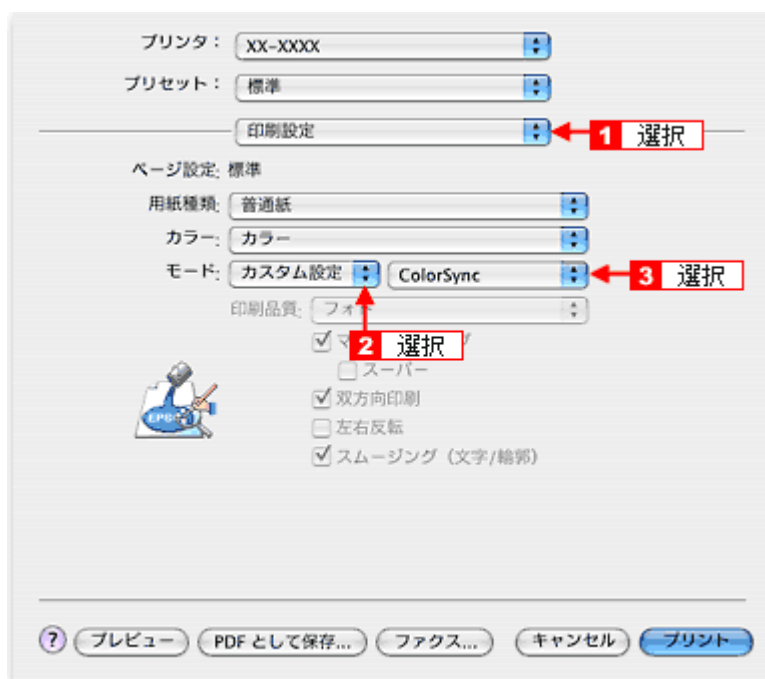 プリンタ： XX-XXXX
プリセット： 標準
印刷設定 1 選択
ページ設定: 標準
用紙種類: 普通紙
カラー: カラー
モード: カスタム設定 ColorSync 3 選択
印刷品質:
2 選択
スーパー
双方向印刷
左右反転
スムージング（文字/輪郭）
? プレビュー PDF として保存... ファクス... キャンセル プリント